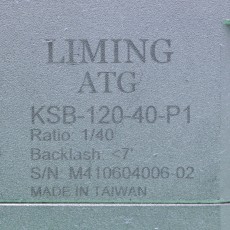 LIMING
ATG
KSB-120-40-P1
Ratio: 1/40
Backlash: <7'
S/N: M410604006-02
MADE IN TAIWAN